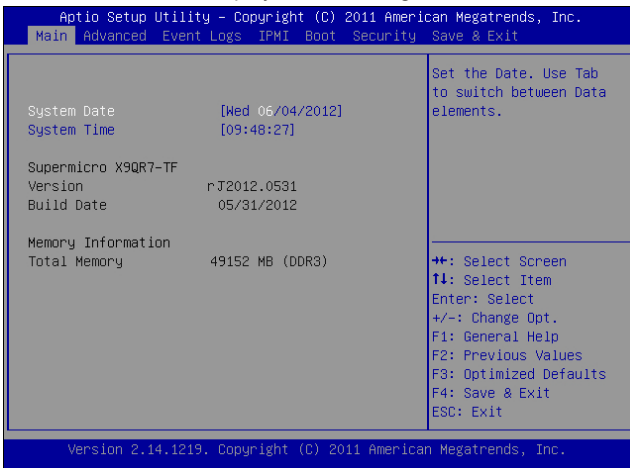 Aptio Setup Utility – Copyright (C) 2011 American Megatrends, Inc.
Main Advanced Event Logs IPMI Boot Security Save & Exit
System Date [Wed 06/04/2012]
System Time [09:48:27]
Supermicro X9QR7-TF
Version rJ2012.0531
Build Date 05/31/2012
Memory Information
Total Memory 49152 MB (DDR3)
Set the Date. Use Tab
to switch between Data
elements.
→←: Select Screen
↑↓: Select Item
Enter: Select
+/-: Change Opt.
F1: General Help
F2: Previous Values
F3: Optimized Defaults
F4: Save & Exit
ESC: Exit
Version 2.14.1219. Copyright (C) 2011 American Megatrends, Inc.